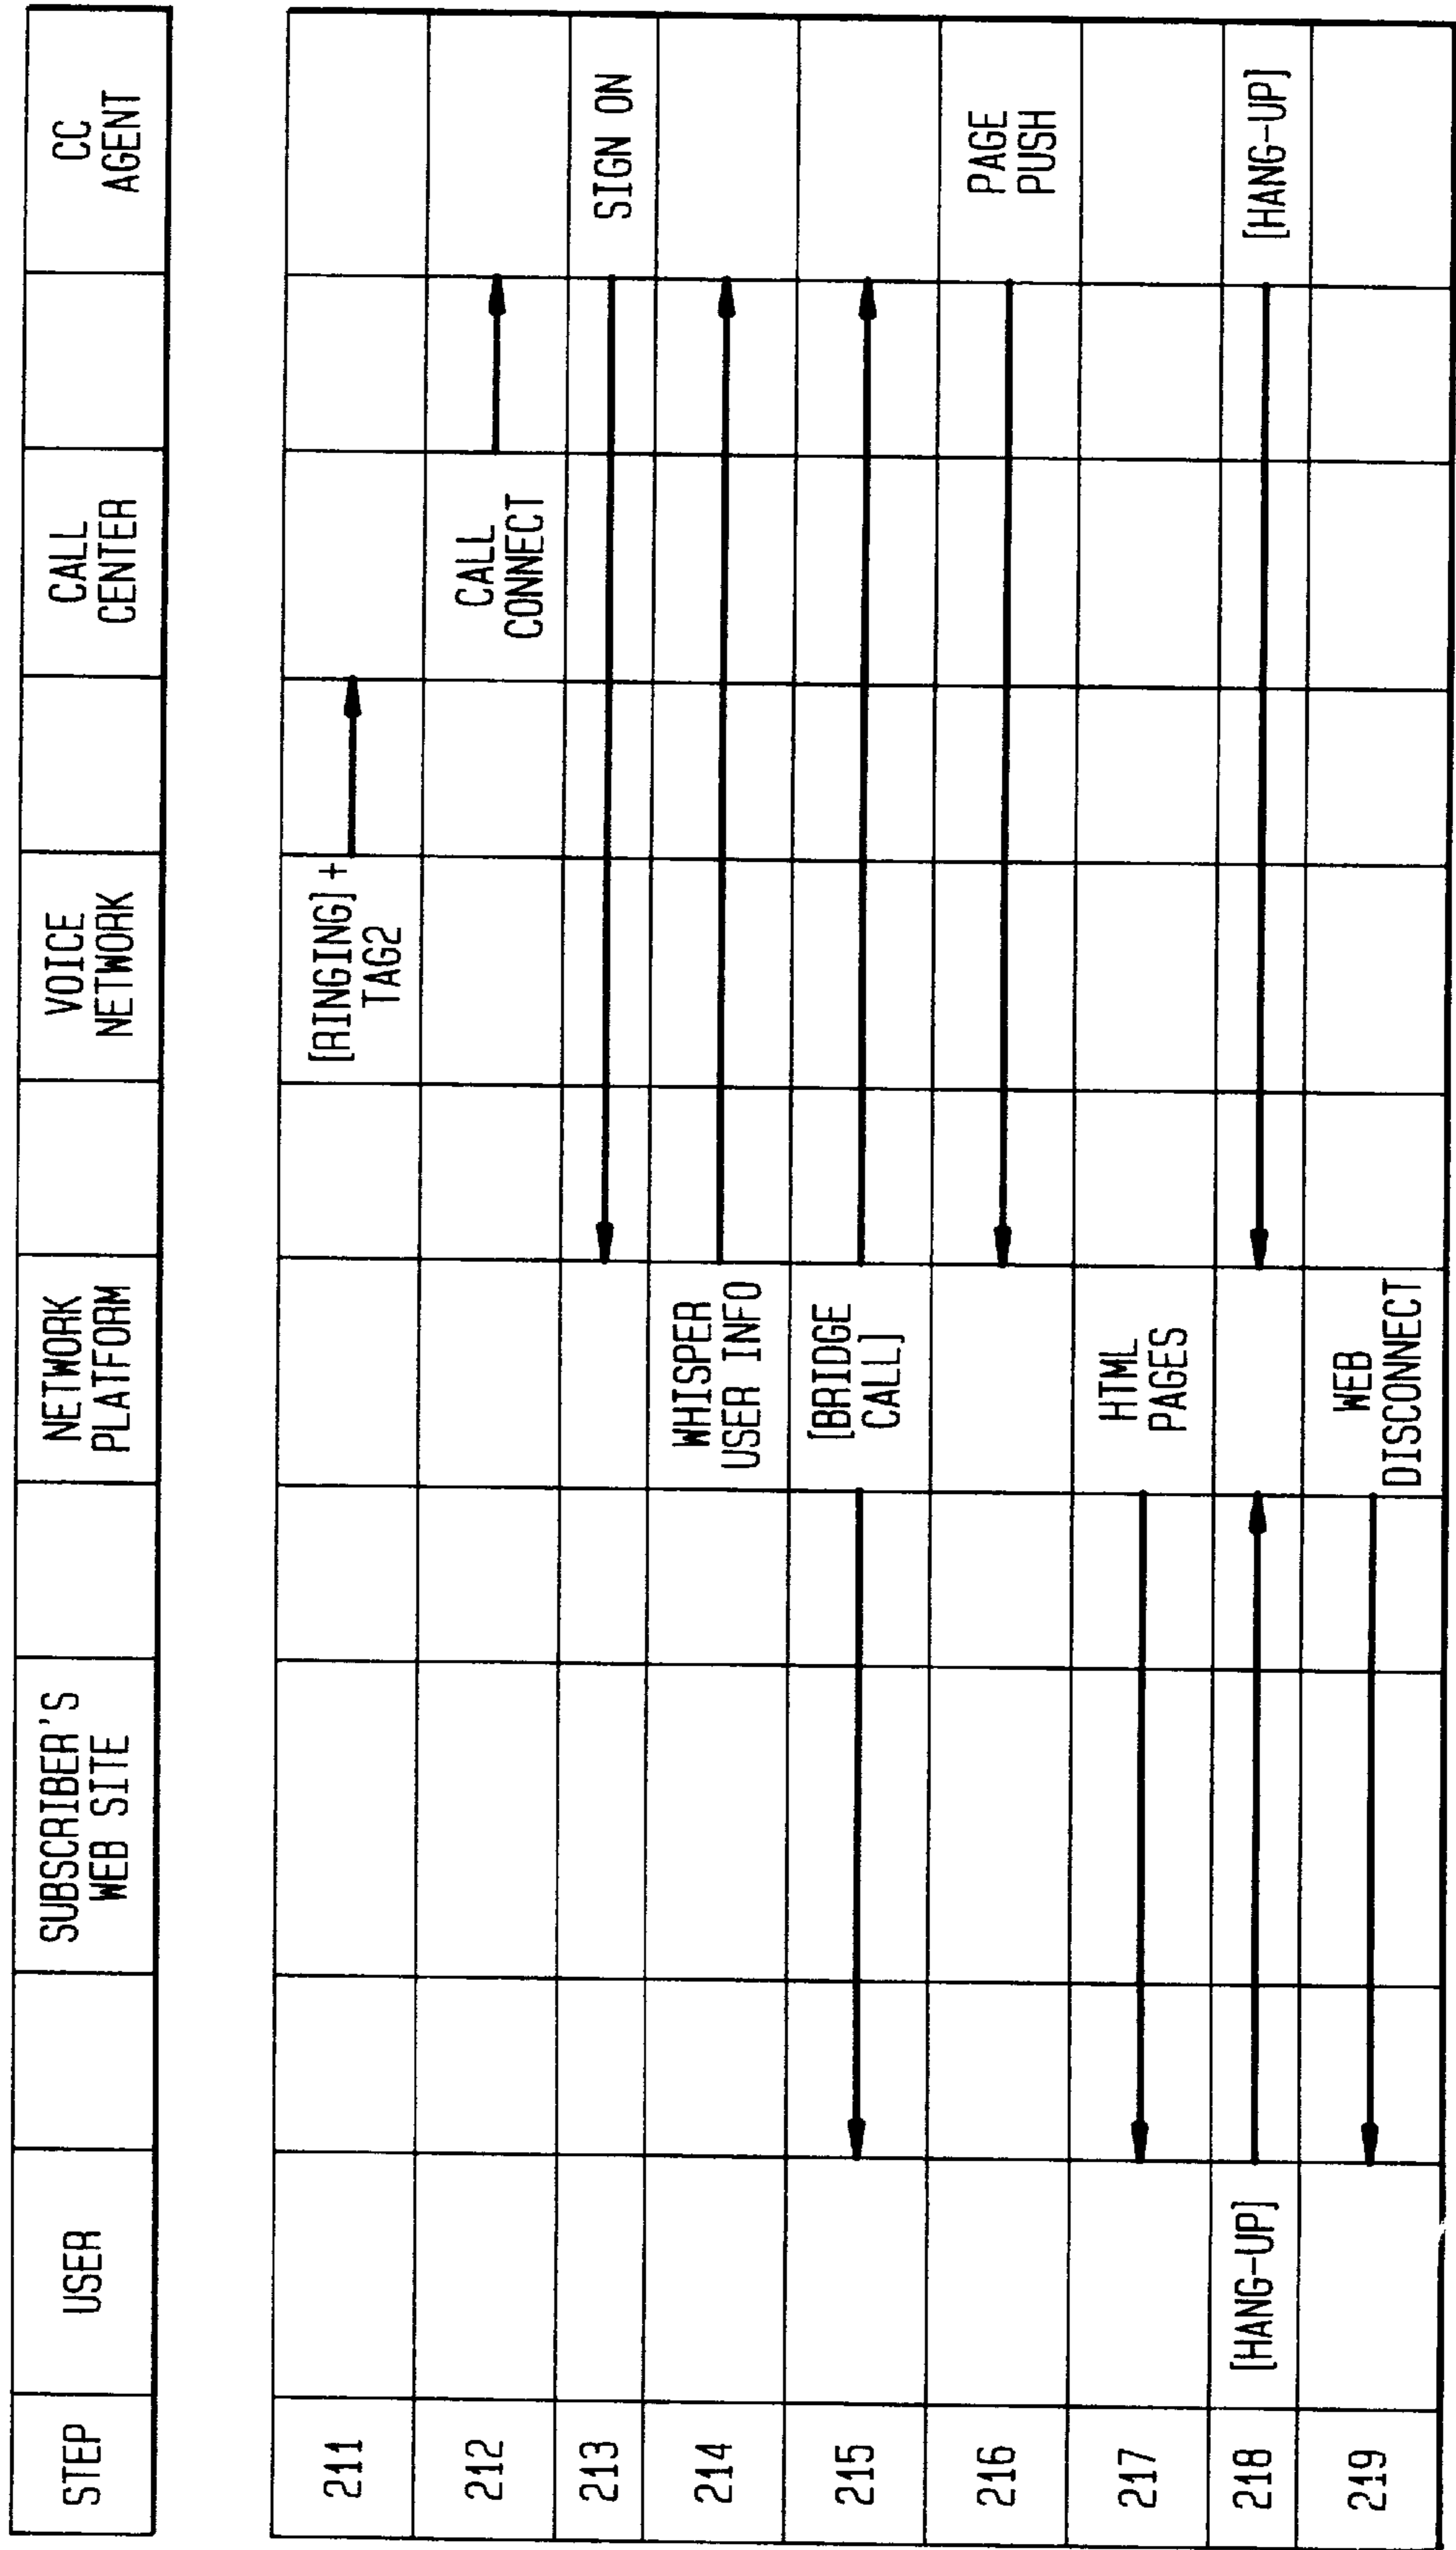 STEP
USER
SUBSCRIBER'S
WEB SITE
NETWORK
PLATFORM
VOICE
NETWORK
CALL
CENTER
CC
AGENT
211
[RINGING] +
TAG2
212
CALL
CONNECT
213
SIGN ON
214
WHISPER
USER INFO
215
[BRIDGE
CALL]
216
PAGE
PUSH
217
HTML
PAGES
218
[HANG-UP]
[HANG-UP]
219
WEB
DISCONNECT